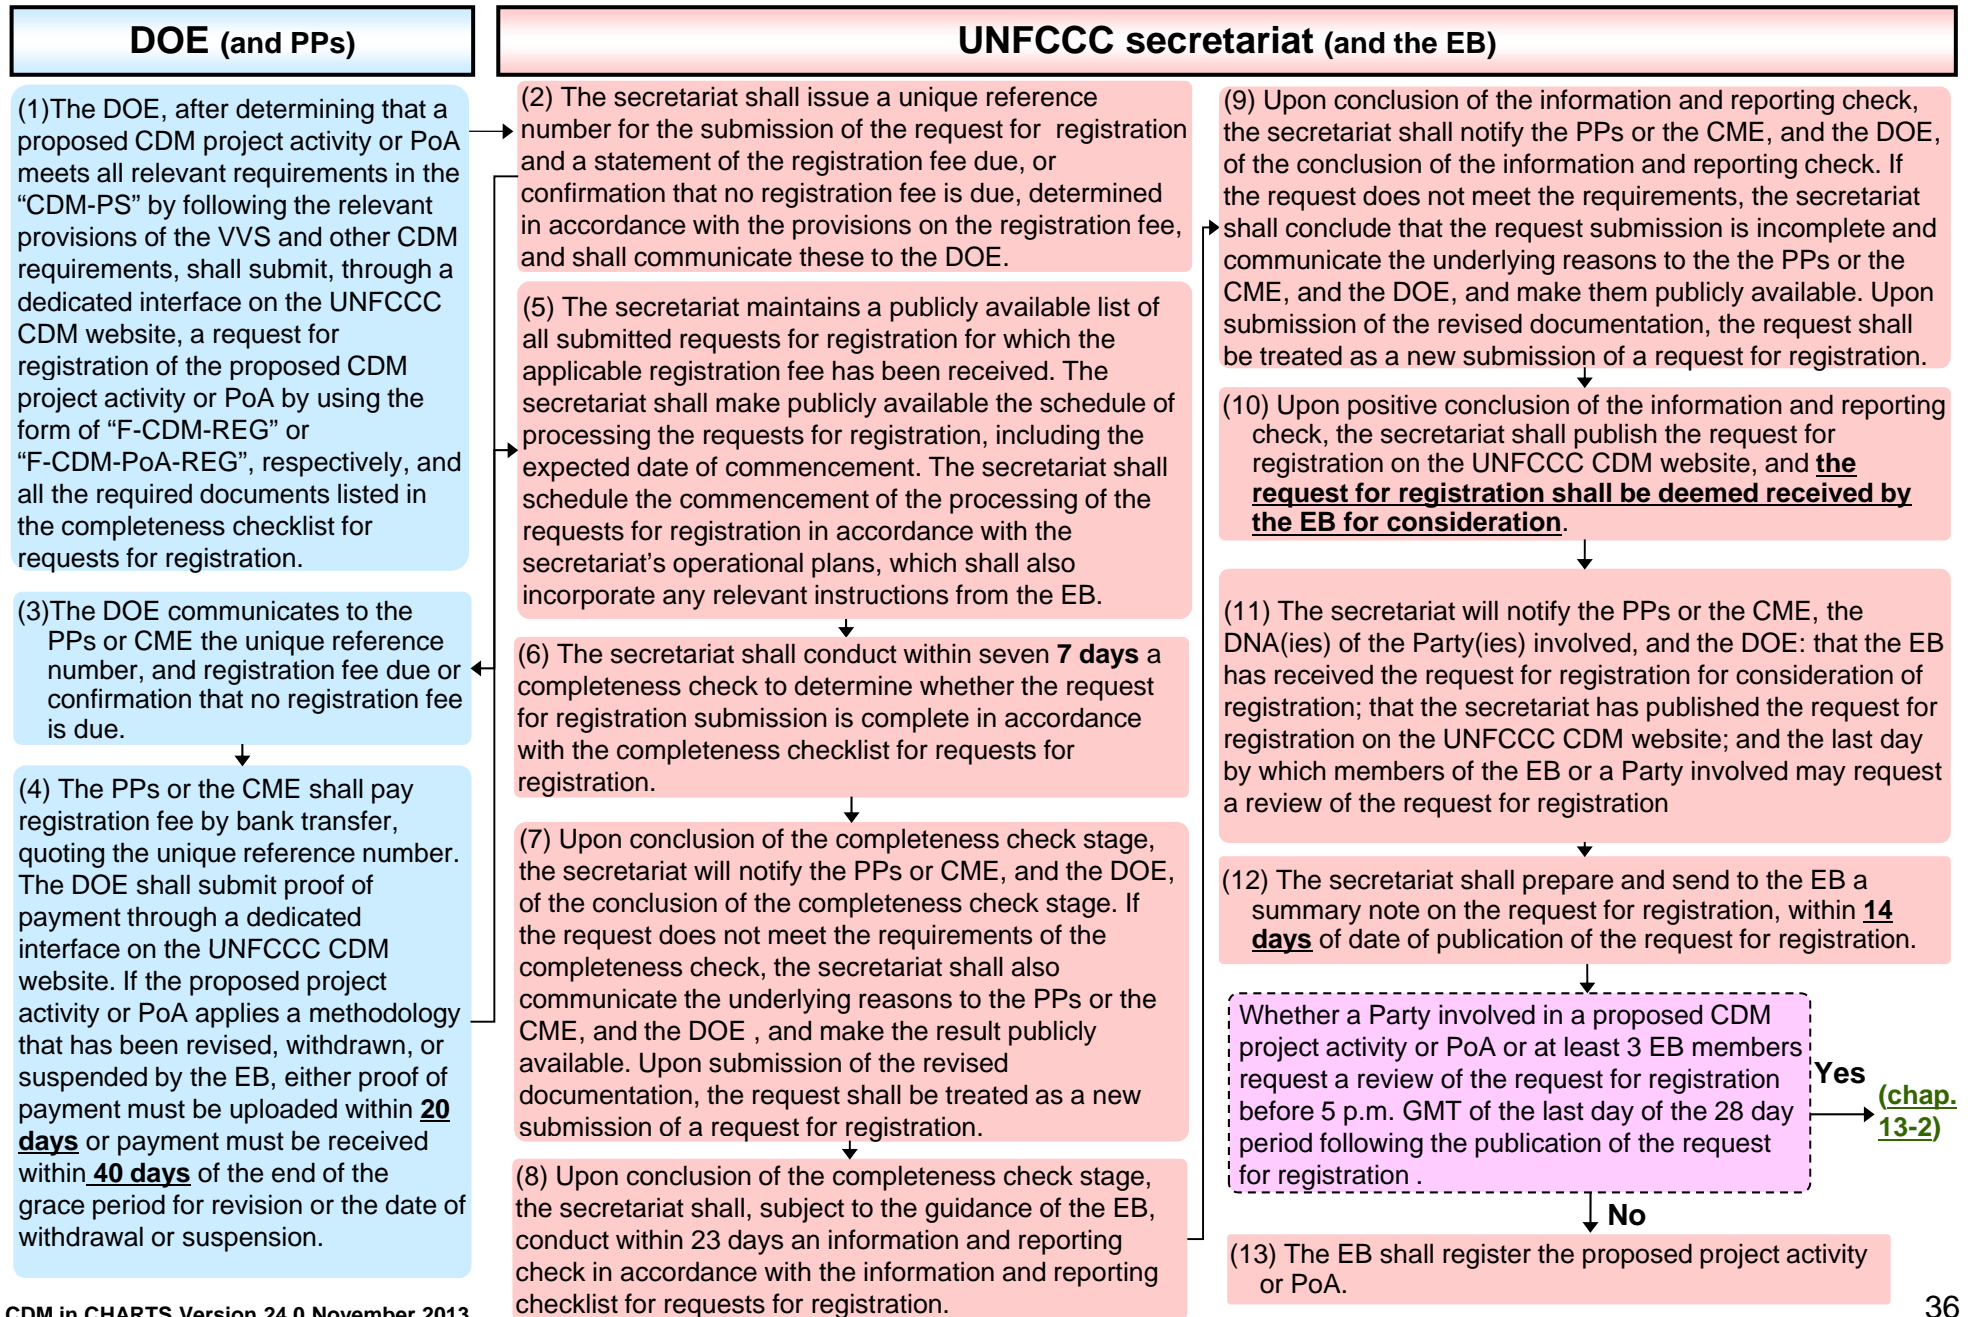 DOE (and PPs)
UNFCCC secretariat (and the EB)
(1)The DOE, after determining that a
proposed CDM project activity or PoA
meets all relevant requirements in the
“CDM-PS” by following the relevant
provisions of the VVS and other CDM
requirements, shall submit, through a
dedicated interface on the UNFCCC
CDM website, a request for
registration of the proposed CDM
project activity or PoA by using the
form of “F-CDM-REG” or
“F-CDM-PoA-REG”, respectively, and
all the required documents listed in
the completeness checklist for
requests for registration.
(2) The secretariat shall issue a unique reference
number for the submission of the request for registration
and a statement of the registration fee due, or
confirmation that no registration fee is due, determined
in accordance with the provisions on the registration fee,
and shall communicate these to the DOE.
(3)The DOE communicates to the
PPs or CME the unique reference
number, and registration fee due or
confirmation that no registration fee
is due.
(4) The PPs or the CME shall pay
registration fee by bank transfer,
quoting the unique reference number.
The DOE shall submit proof of
payment through a dedicated
interface on the UNFCCC CDM
website. If the proposed project
activity or PoA applies a methodology
that has been revised, withdrawn, or
suspended by the EB, either proof of
payment must be uploaded within 20
days or payment must be received
within 40 days of the end of the
grace period for revision or the date of
withdrawal or suspension.
(5) The secretariat maintains a publicly available list of
all submitted requests for registration for which the
applicable registration fee has been received. The
secretariat shall make publicly available the schedule of
processing the requests for registration, including the
expected date of commencement. The secretariat shall
schedule the commencement of the processing of the
requests for registration in accordance with the
secretariat’s operational plans, which shall also
incorporate any relevant instructions from the EB.
(6) The secretariat shall conduct within seven 7 days a
completeness check to determine whether the request
for registration submission is complete in accordance
with the completeness checklist for requests for
registration.
(7) Upon conclusion of the completeness check stage,
the secretariat will notify the PPs or CME, and the DOE,
of the conclusion of the completeness check stage. If
the request does not meet the requirements of the
completeness check, the secretariat shall also
communicate the underlying reasons to the PPs or the
CME, and the DOE , and make the result publicly
available. Upon submission of the revised
documentation, the request shall be treated as a new
submission of a request for registration.
(8) Upon conclusion of the completeness check stage,
the secretariat shall, subject to the guidance of the EB,
conduct within 23 days an information and reporting
check in accordance with the information and reporting
checklist for requests for registration.
(9) Upon conclusion of the information and reporting check,
the secretariat shall notify the PPs or the CME, and the DOE,
of the conclusion of the information and reporting check. If
the request does not meet the requirements, the secretariat
shall conclude that the request submission is incomplete and
communicate the underlying reasons to the the PPs or the
CME, and the DOE, and make them publicly available. Upon
submission of the revised documentation, the request shall
be treated as a new submission of a request for registration.
(10) Upon positive conclusion of the information and reporting
check, the secretariat shall publish the request for
registration on the UNFCCC CDM website, and the
request for registration shall be deemed received by
the EB for consideration.
(11) The secretariat will notify the PPs or the CME, the
DNA(ies) of the Party(ies) involved, and the DOE: that the EB
has received the request for registration for consideration of
registration; that the secretariat has published the request for
registration on the UNFCCC CDM website; and the last day
by which members of the EB or a Party involved may request
a review of the request for registration
(12) The secretariat shall prepare and send to the EB a
summary note on the request for registration, within 14
days of date of publication of the request for registration.
Whether a Party involved in a proposed CDM
project activity or PoA or at least 3 EB members
request a review of the request for registration
before 5 p.m. GMT of the last day of the 28 day
period following the publication of the request
for registration .
Yes
(chap.
13-2)
No
(13) The EB shall register the proposed project activity
or PoA.
CDM in CHARTS Version 24.0 November 2013
36